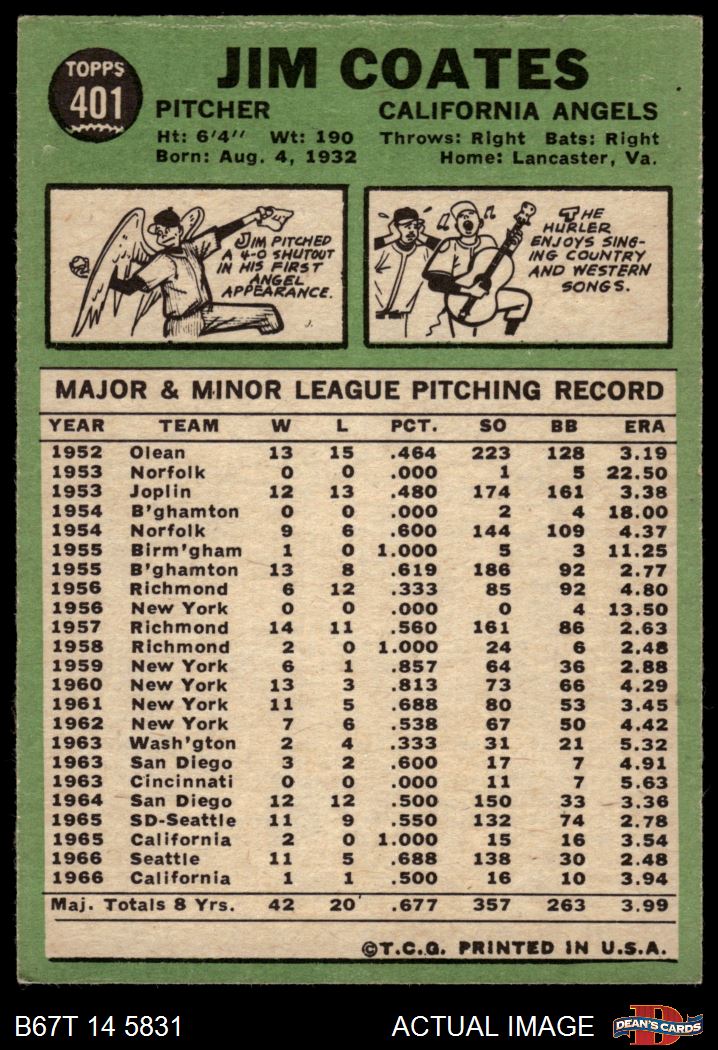 TOPPS
401
JIM COATES
PITCHER CALIFORNIA ANGELS
Ht: 6'4" Wt: 190 Throws: Right Bats: Right
Born: Aug. 4, 1932 Home: Lancaster, Va.
JIM PITCHED
A 4-0 SHUTOUT
IN HIS FIRST
ANGEL
APPEARANCE.
THE
HURLER
ENJOYS SING-
ING COUNTRY
AND WESTERN
SONGS.
MAJOR & MINOR LEAGUE PITCHING RECORD
YEAR TEAM W L PCT. SO BB ERA
1952 Olean 13 15 .464 223 128 3.19
1953 Norfolk 0 0 .000 1 5 22.50
1953 Joplin 12 13 .480 174 161 3.38
1954 B'ghamton 0 0 .000 2 4 18.00
1954 Norfolk 9 6 .600 144 109 4.37
1955 Birm'gham 1 0 1.000 5 3 11.25
1955 B'ghamton 13 8 .619 186 92 2.77
1956 Richmond 6 12 .333 85 92 4.80
1956 New York 0 0 .000 0 4 13.50
1957 Richmond 14 11 .560 161 86 2.63
1958 Richmond 2 0 1.000 24 6 2.48
1959 New York 6 1 .857 64 36 2.88
1960 New York 13 3 .813 73 66 4.29
1961 New York 11 5 .688 80 53 3.45
1962 New York 7 6 .538 67 50 4.42
1963 Wash'gton 2 4 .333 31 21 5.32
1963 San Diego 3 2 .600 17 7 4.91
1963 Cincinnati 0 0 .000 11 7 5.63
1964 San Diego 12 12 .500 150 33 3.36
1965 SD-Seattle 11 9 .550 132 74 2.78
1965 California 2 0 1.000 15 16 3.54
1966 Seattle 11 5 .688 138 30 2.48
1966 California 1 1 .500 16 10 3.94
Maj. Totals 8 Yrs. 42 20 .677 357 263 3.99
©T.C.G. PRINTED IN U.S.A.
B67T 14 5831 ACTUAL IMAGE DEAN'S CARDS